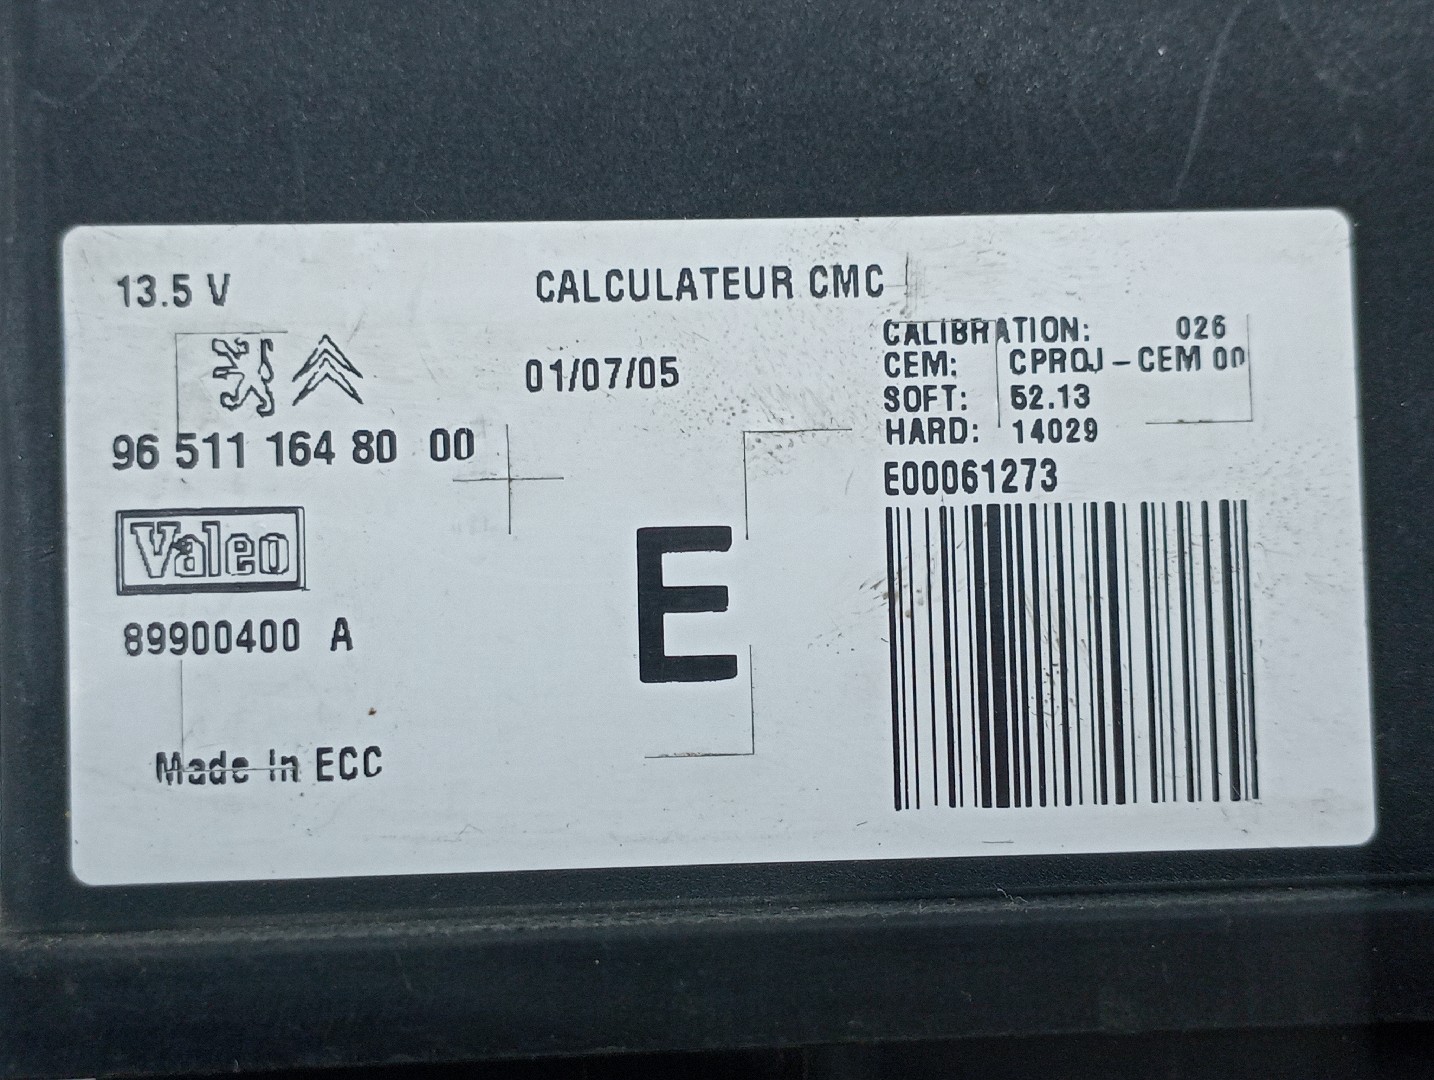 13.5 V
CALCULATEUR CMC
01/07/05
96 511 164 80 00
Valeo
89900400 A
Made in ECC
E
CALIBRATION: 026
CEM: CPROJ-CEM 00
SOFT: 52.13
HARD: 14029
E00061273